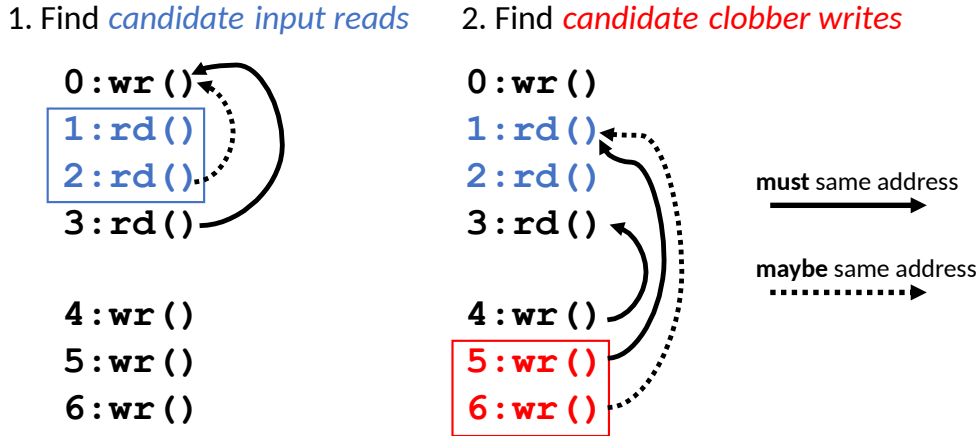 1. Find candidate input reads
0:wr()
1:rd()
2:rd()
3:rd()
4:wr()
5:wr()
6:wr()
2. Find candidate clobber writes
0:wr()
1:rd()
2:rd()
3:rd()
4:wr()
5:wr()
6:wr()
must same address
maybe same address